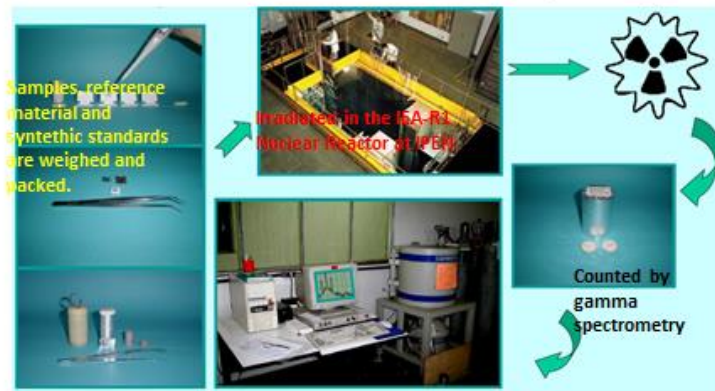 Samples, reference
material and
syntethic standards
are weighed and
packed.
Irradiated in the IEA-R1
Nuclear Reactor at IPEN
Counted by
gamma
spectrometry